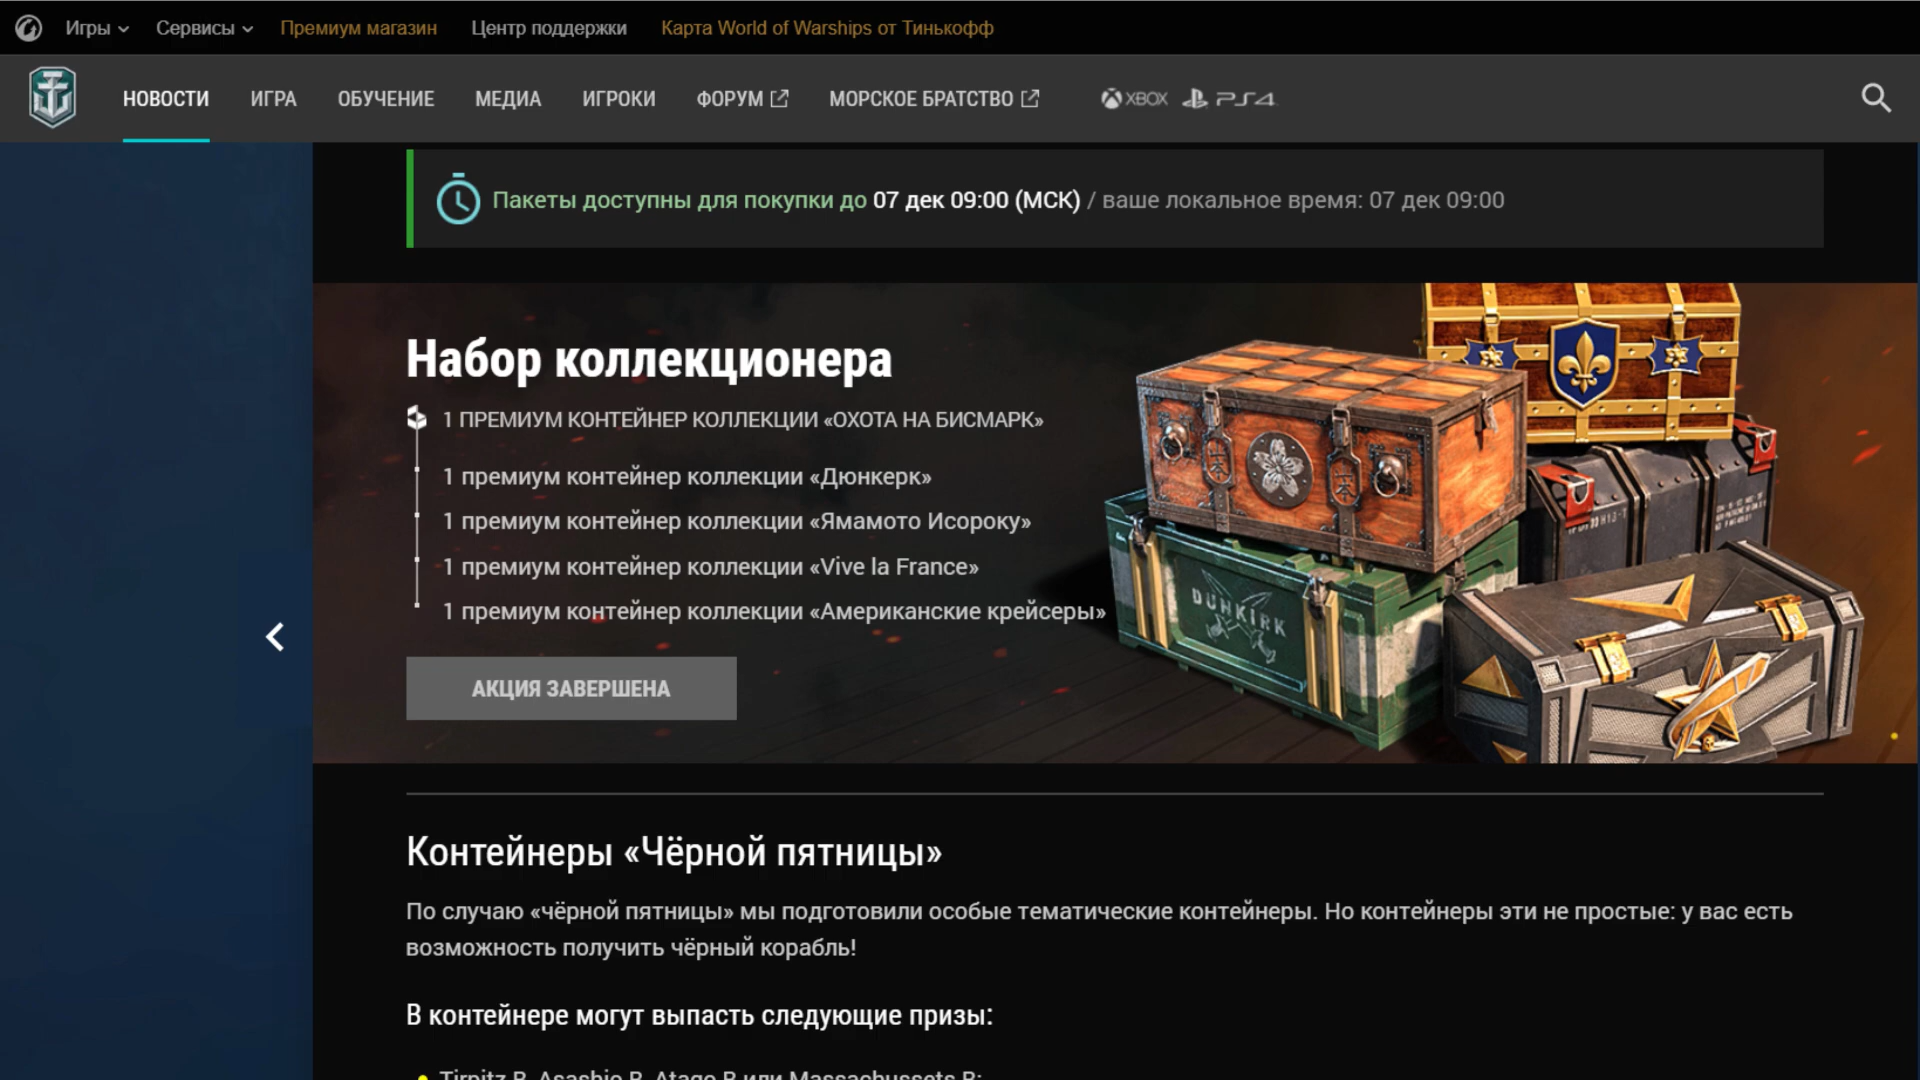 Игры Сервисы Премиум магазин Центр поддержки Карта World of Warships от Тинькофф
НОВОСТИ ИГРА ОБУЧЕНИЕ МЕДИА ИГРОКИ ФОРУМ МОРСКОЕ БРАТСТВО XBOX PS4
Пакеты доступны для покупки до 07 дек 09:00 (МСК) / ваше локальное время: 07 дек 09:00
Набор коллекционера
1 ПРЕМИУМ КОНТЕЙНЕР КОЛЛЕКЦИИ «ОХОТА НА БИСМАРК»
1 премиум контейнер коллекции «Дюнкерк»
1 премиум контейнер коллекции «Ямамото Исороку»
1 премиум контейнер коллекции «Vive la France»
1 премиум контейнер коллекции «Американские крейсеры»
DUNKIRK
АКЦИЯ ЗАВЕРШЕНА
Контейнеры «Чёрной пятницы»
По случаю «чёрной пятницы» мы подготовили особые тематические контейнеры. Но контейнеры эти не простые: у вас есть
возможность получить чёрный корабль!
В контейнере могут выпасть следующие призы:
Tirpitz B, Asashio B, Atago B или Massachussets B;